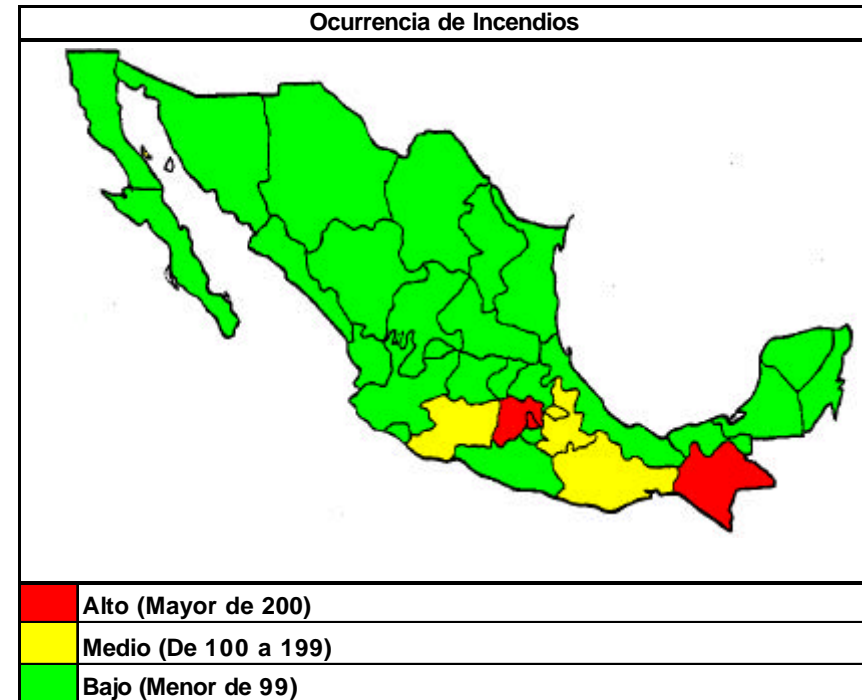 Ocurrencia de Incendios
Alto (Mayor de 200)
Medio (De 100 a 199)
Bajo (Menor de 99)